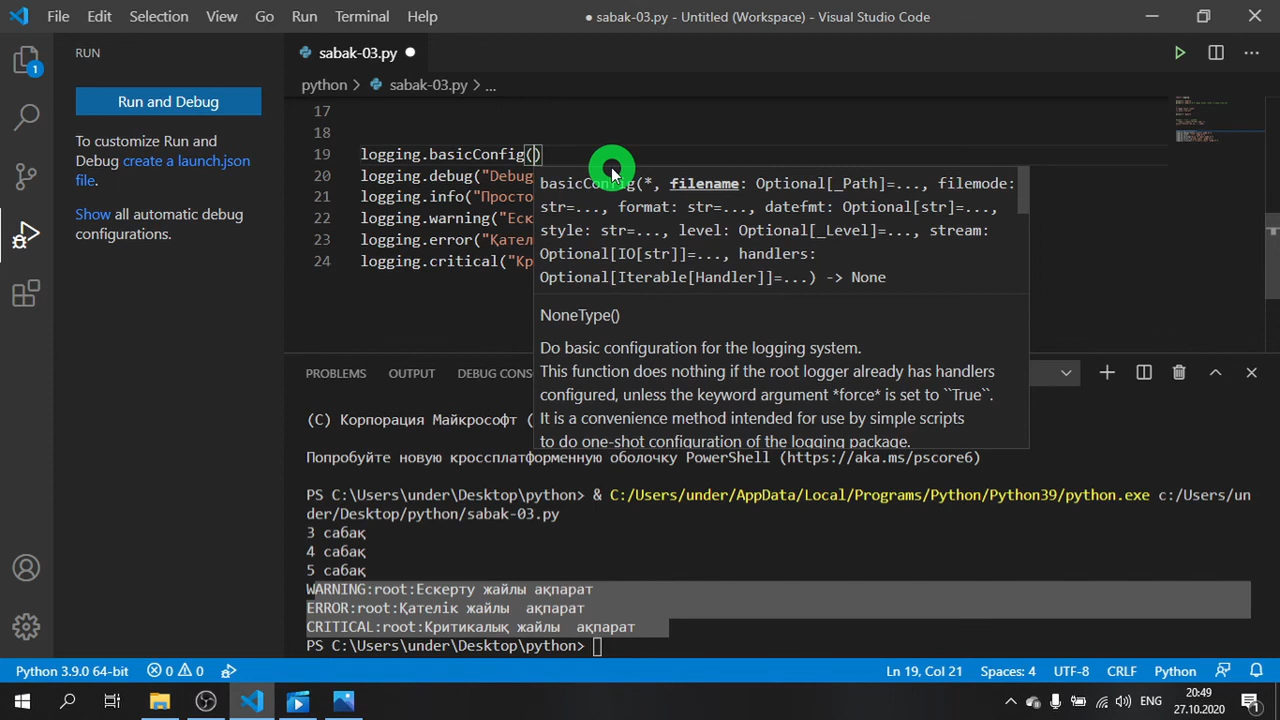 File Edit Selection View Go Run Terminal Help
● sabak-03.py - Untitled (Workspace) - Visual Studio Code
RUN
sabak-03.py
python > sabak-03.py > ...
1
Run and Debug
To customize Run and
Debug create a launch.json
file.
Show all automatic debug
configurations.
17
18
19 logging.basicConfig()
20 logging.debug("Debug
21 logging.info("Просто
22 logging.warning("Еск
23 logging.error("Қател
24 logging.critical("Кр
basicConfig(*, filename: Optional[_Path]=..., filemode:
str=..., format: str=..., datefmt: Optional[str]=...,
style: str=..., level: Optional[_Level]=..., stream:
Optional[IO[str]]=..., handlers:
Optional[Iterable[Handler]]=...) -> None
NoneType()
Do basic configuration for the logging system.
This function does nothing if the root logger already has handlers
configured, unless the keyword argument *force* is set to ``True``.
It is a convenience method intended for use by simple scripts
to do one-shot configuration of the logging package.
PROBLEMS OUTPUT DEBUG CONS
(C) Корпорация Майкрософт (
Попробуйте новую кроссплатформенную оболочку PowerShell (https://aka.ms/pscore6)
PS C:\Users\under\Desktop\python> & C:/Users/under/AppData/Local/Programs/Python/Python39/python.exe c:/Users/un
der/Desktop/python/sabak-03.py
3 сабақ
4 сабақ
5 сабақ
WARNING:root:Ескерту жайлы ақпарат
ERROR:root:Қателік жайлы  ақпарат
CRITICAL:root:Критикалық жайлы  ақпарат
PS C:\Users\under\Desktop\python>
Python 3.9.0 64-bit 0 0 Ln 19, Col 21 Spaces: 4 UTF-8 CRLF Python
ENG 20:49
27.10.2020
1